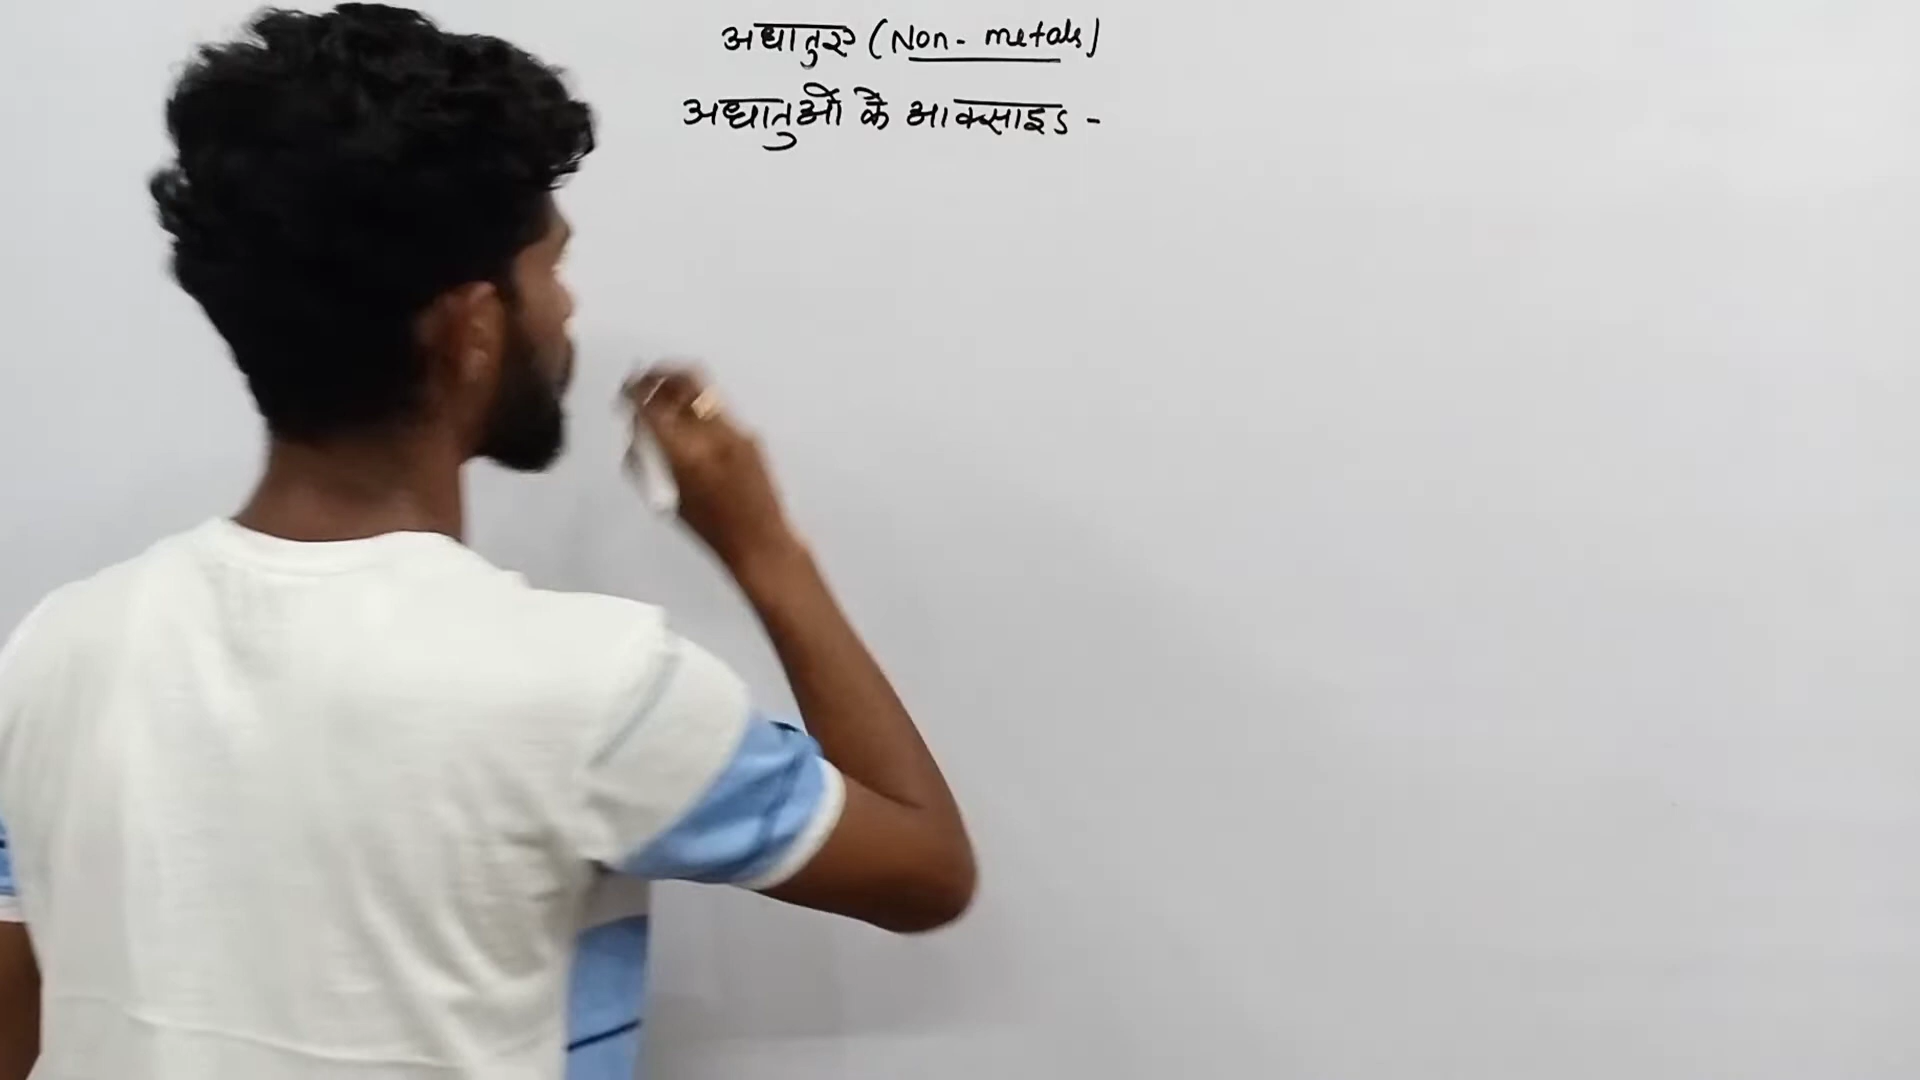 अधातुए (Non- metals)
अधातुओं के आक्साइड -